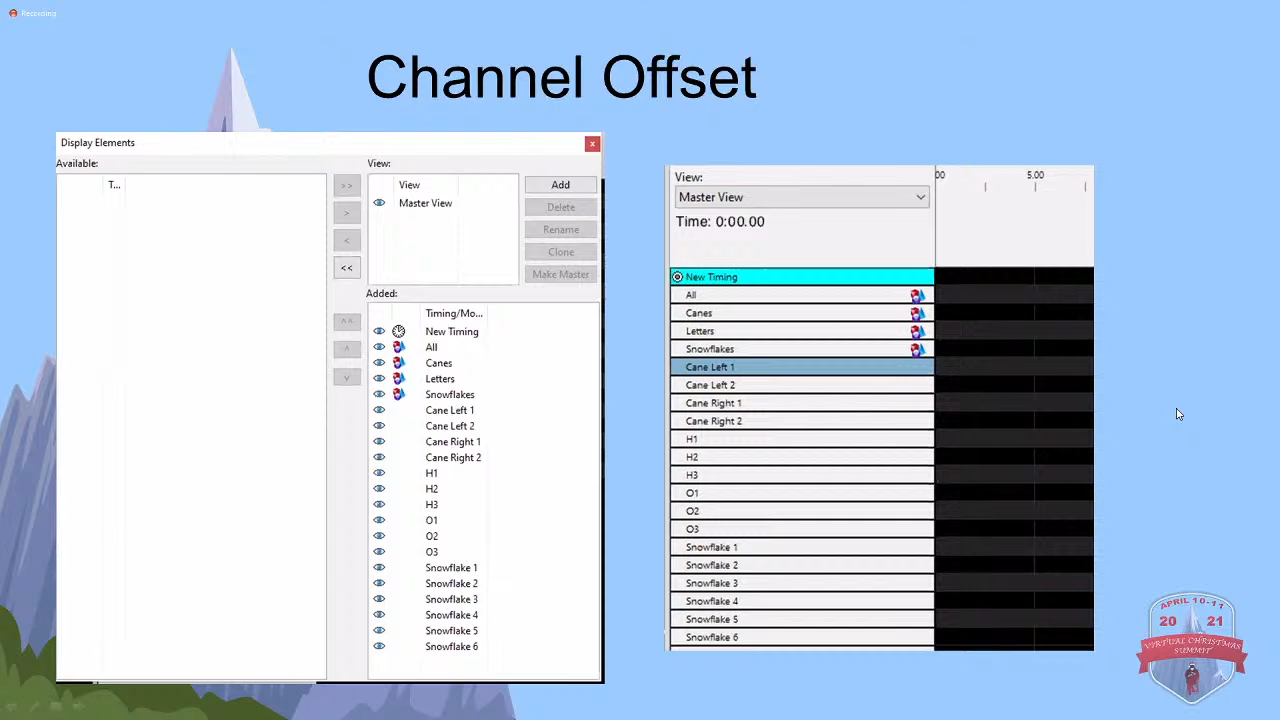 Recording
Channel Offset
Display Elements
Available:
T...
>>
>
<
<<
^^
^
v
View:
View
Master View
Add
Delete
Rename
Clone
Make Master
Added:
Timing/Mo...
New Timing
All
Canes
Letters
Snowflakes
Cane Left 1
Cane Left 2
Cane Right 1
Cane Right 2
H1
H2
H3
O1
O2
O3
Snowflake 1
Snowflake 2
Snowflake 3
Snowflake 4
Snowflake 5
Snowflake 6
View:
Master View
Time: 0:00.00
00 5.00
New Timing
All
Canes
Letters
Snowflakes
Cane Left 1
Cane Left 2
Cane Right 1
Cane Right 2
H1
H2
H3
O1
O2
O3
Snowflake 1
Snowflake 2
Snowflake 3
Snowflake 4
Snowflake 5
Snowflake 6
APRIL 10-11
20 21
VIRTUAL CHRISTMAS
SUMMIT